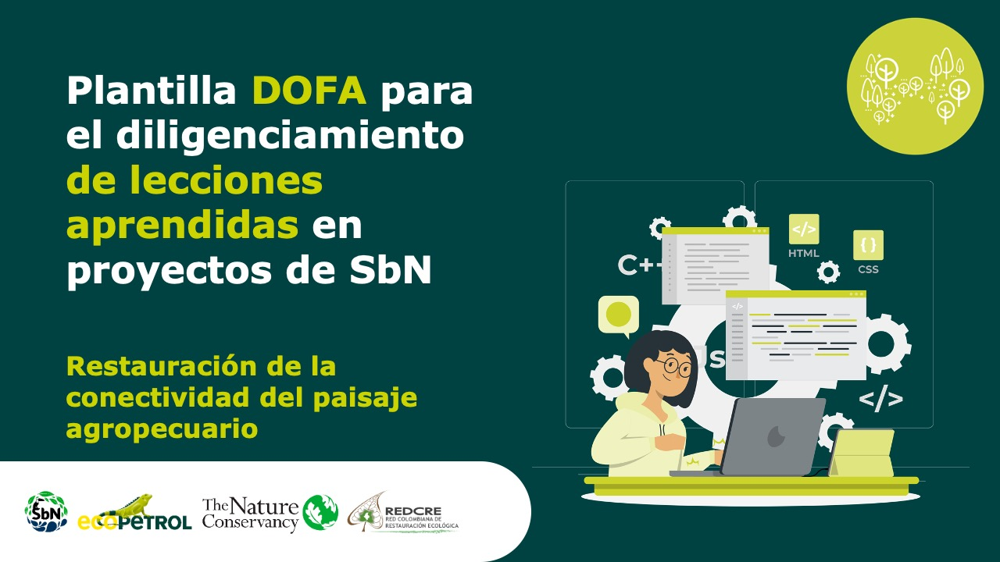 Plantilla DOFA para
el diligenciamiento
de lecciones
aprendidas en
proyectos de SbN
Restauración de la
conectividad del paisaje
agropecuario
C++
</>
HTML
{ }
CSS
</>
Js
</>
SbN
ecopetrol
The Nature
Conservancy
REDCRE
RED COLOMBIANA DE
RESTAURACIÓN ECOLÓGICA